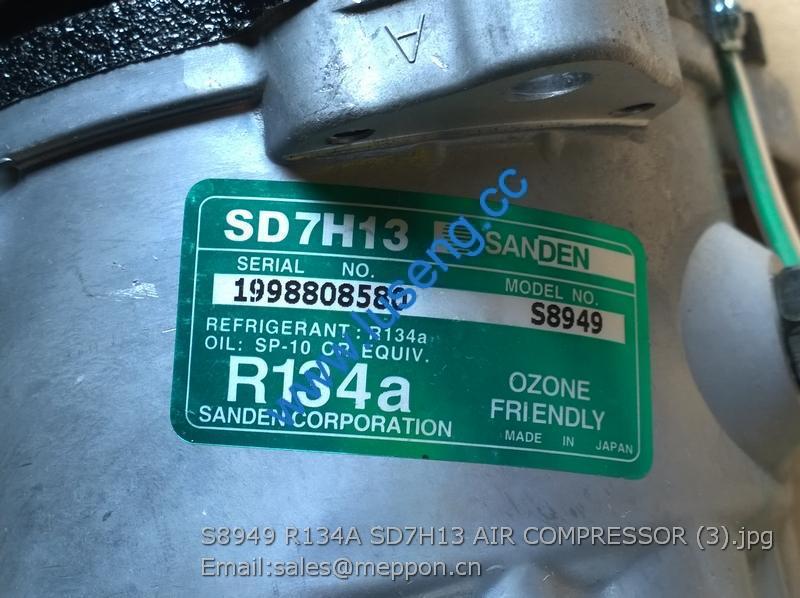 A
SD7H13 SANDEN
SERIAL NO.
1998808580
MODEL NO.
S8949
REFRIGERANT: R134a
OIL: SP-10 OR EQUIV.
R134a
OZONE
FRIENDLY
SANDEN CORPORATION
MADE IN JAPAN
www.luseng.cc
S8949 R134A SD7H13 AIR COMPRESSOR (3).jpg
Email:sales@meppon.cn